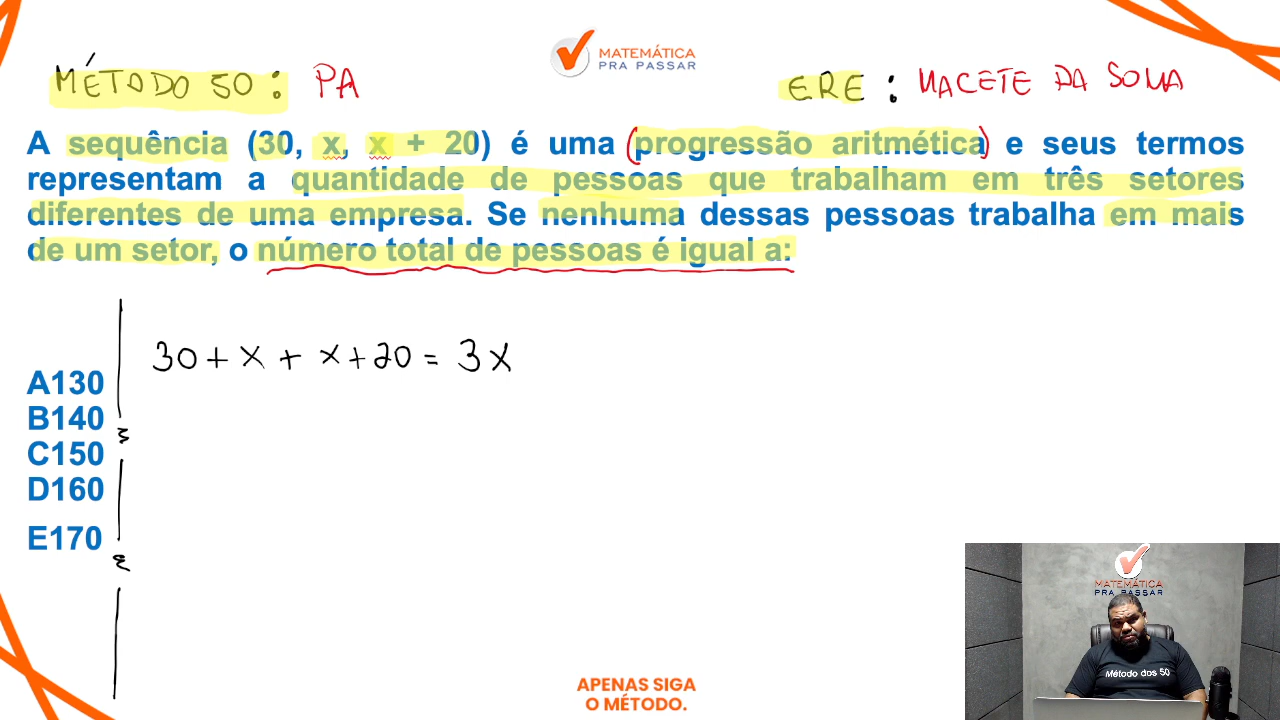 MATEMÁTICA
PRA PASSAR
MÉTODO 50: PA
ERE: MACETE DA SOMA
A sequência (30, x, x + 20) é uma (progressão aritmética) e seus termos
representam a quantidade de pessoas que trabalham em três setores
diferentes de uma empresa. Se nenhuma dessas pessoas trabalha em mais
de um setor, o número total de pessoas é igual a:
30 + x + x + 20 = 3x
A130
B140
C150
D160
E170
MATEMÁTICA
PRA PASSAR
Método dos 50
APENAS SIGA
O MÉTODO.